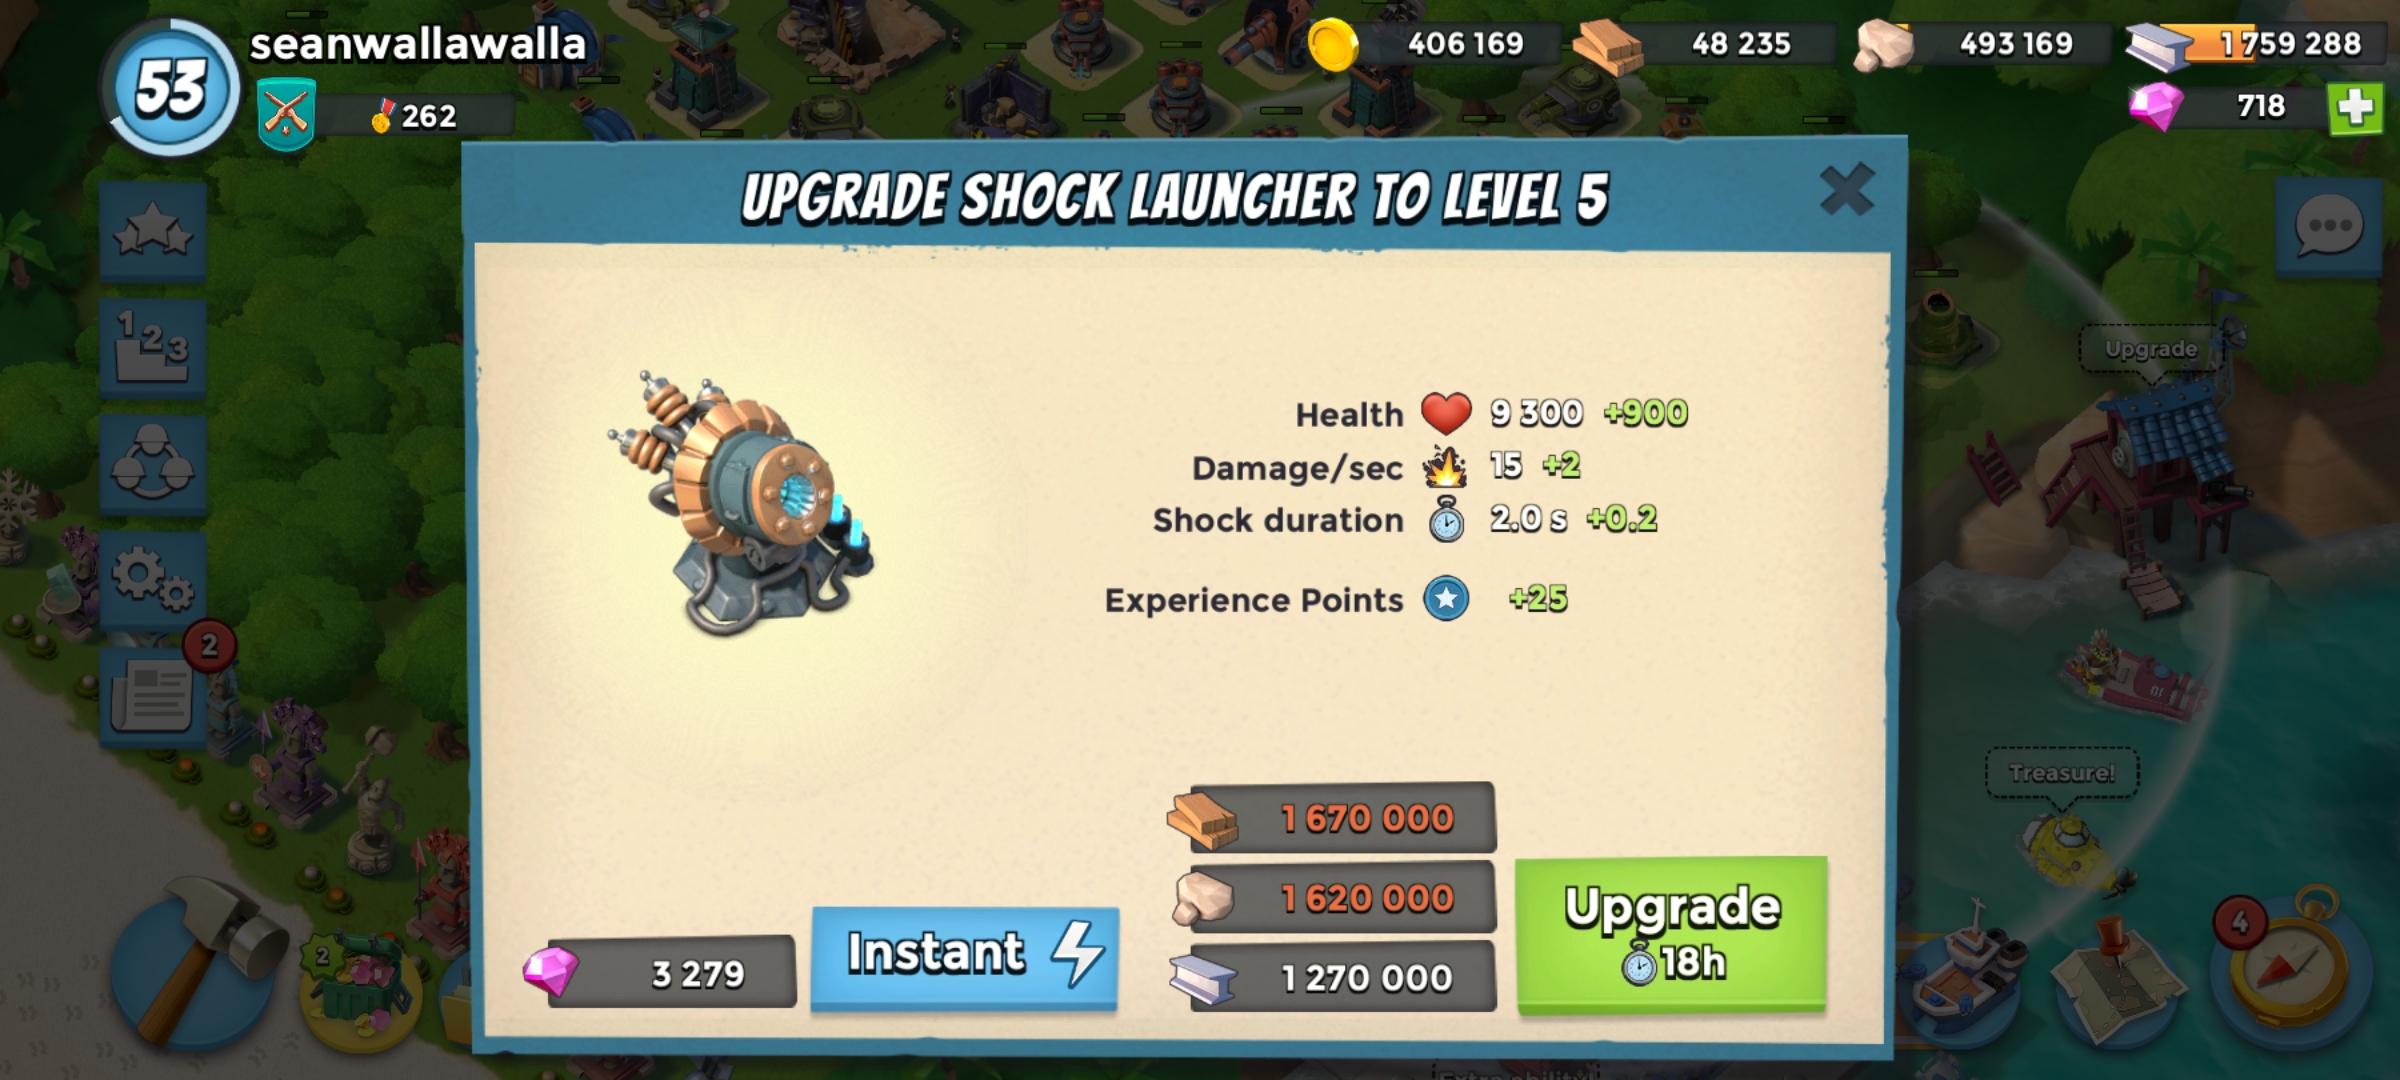 53
seanwallawalla
262
406 169
48 235
493 169
1 759 288
718
UPGRADE SHOCK LAUNCHER TO LEVEL 5
1 2 3
2
Health 9 300 +900
Damage/sec 15 +2
Shock duration 2.0 s +0.2
Experience Points +25
Upgrade
Treasure!
1 670 000
1 620 000
1 270 000
3 279
Instant
Upgrade
18h
2
4
Extra ability!